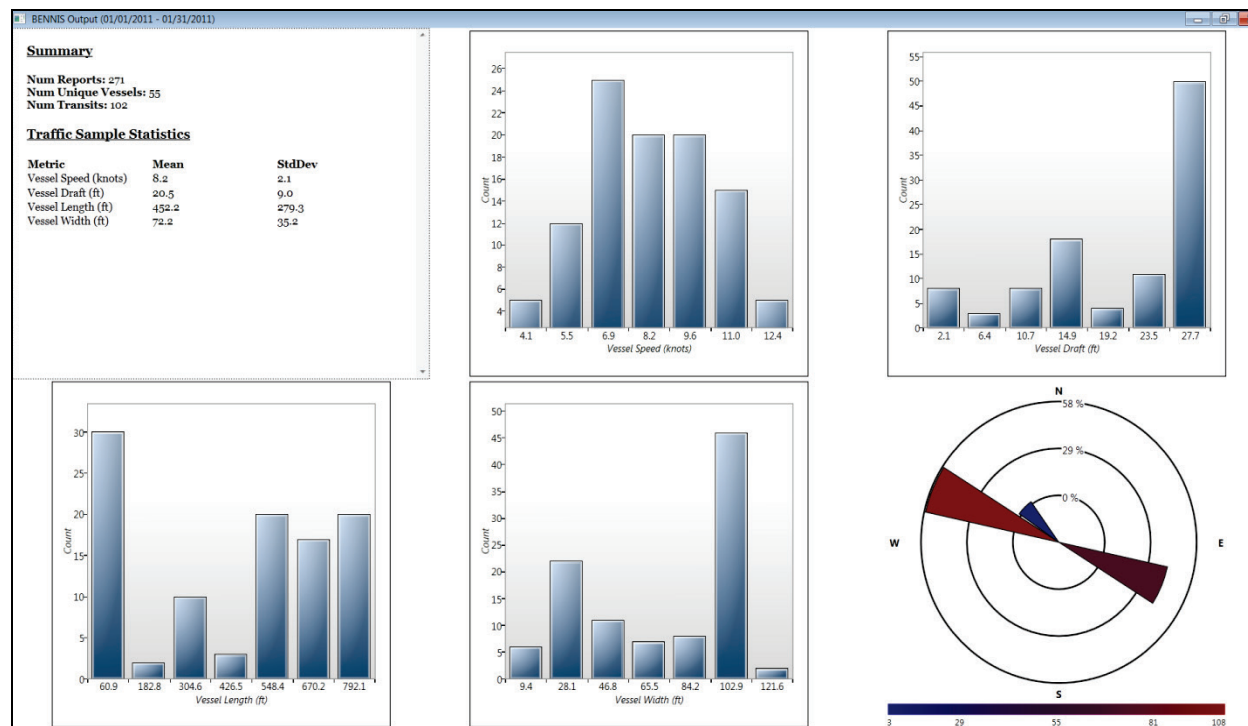 BENNIS Output (01/01/2011 - 01/31/2011)
Summary
Num Reports: 271
Num Unique Vessels: 55
Num Transits: 102
Traffic Sample Statistics
Metric Mean StdDev
Vessel Speed (knots) 8.2 2.1
Vessel Draft (ft) 20.5 9.0
Vessel Length (ft) 452.2 279.3
Vessel Width (ft) 72.2 35.2
26
24
22
20
18
16
14
12
10
8
6
4
Count
4.1 5.5 6.9 8.2 9.6 11.0 12.4
Vessel Speed (knots)
55
50
45
40
35
30
25
20
15
10
5
0
Count
2.1 6.4 10.7 14.9 19.2 23.5 27.7
Vessel Draft (ft)
30
25
20
15
10
5
0
Count
60.9 182.8 304.6 426.5 548.4 670.2 792.1
Vessel Length (ft)
50
45
40
35
30
25
20
15
10
5
0
Count
9.4 28.1 46.8 65.5 84.2 102.9 121.6
Vessel Width (ft)
N
58 %
29 %
0 %
W E
S
3 29 55 81 108